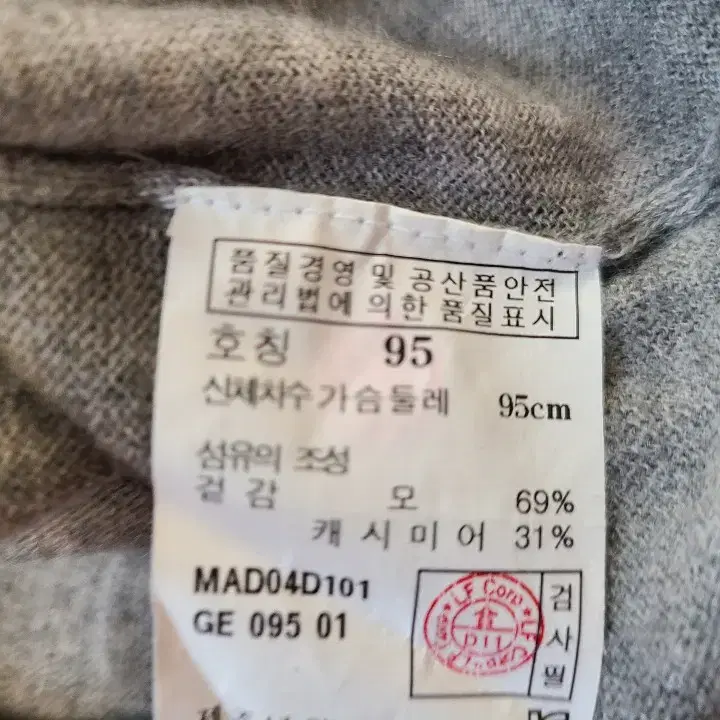 품질경영 및 공산품안전
관리법에 의한 품질표시
호칭 95
신체치수 가슴둘레 95cm
섬유의 조성
겉감 모 69%
캐시미어 31%
MAD04D101
GE 095 01
LF Corp
검사필